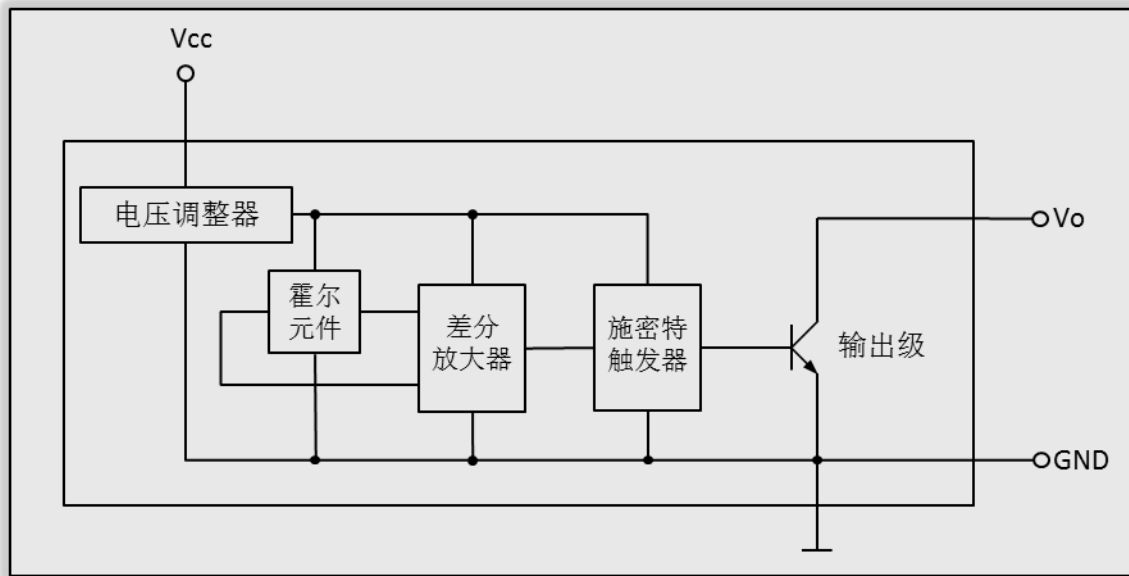 Vcc
电压调整器
Vo
霍尔
元件
差分
放大器
施密特
触发器
输出级
GND